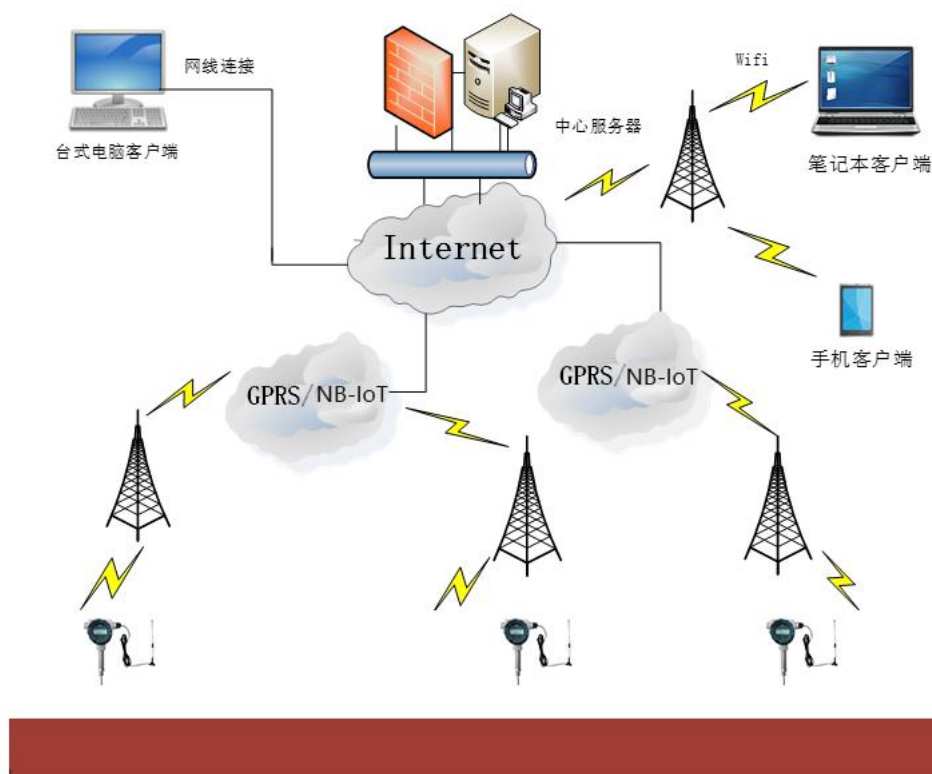 网线连接
Wifi
中心服务器
台式电脑客户端
笔记本客户端
Internet
手机客户端
GPRS/NB-IoT
GPRS/NB-IoT